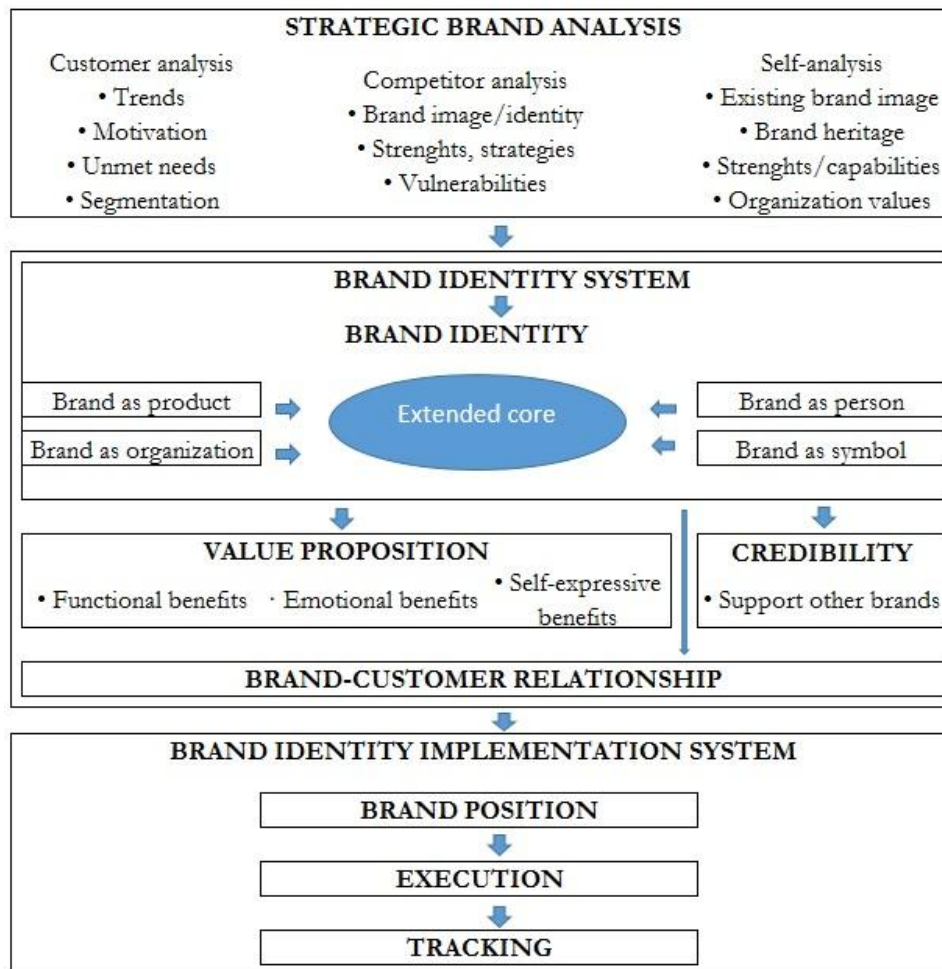 STRATEGIC BRAND ANALYSIS
Customer analysis
• Trends
• Motivation
• Unmet needs
• Segmentation
Competitor analysis
• Brand image/identity
• Strenghts, strategies
• Vulnerabilities
Self-analysis
• Existing brand image
• Brand heritage
• Strenghts/capabilities
• Organization values
BRAND IDENTITY SYSTEM
BRAND IDENTITY
Brand as product
Brand as organization
Extended core
Brand as person
Brand as symbol
VALUE PROPOSITION
• Functional benefits
· Emotional benefits
• Self-expressive
benefits
CREDIBILITY
• Support other brands
BRAND-CUSTOMER RELATIONSHIP
BRAND IDENTITY IMPLEMENTATION SYSTEM
BRAND POSITION
EXECUTION
TRACKING